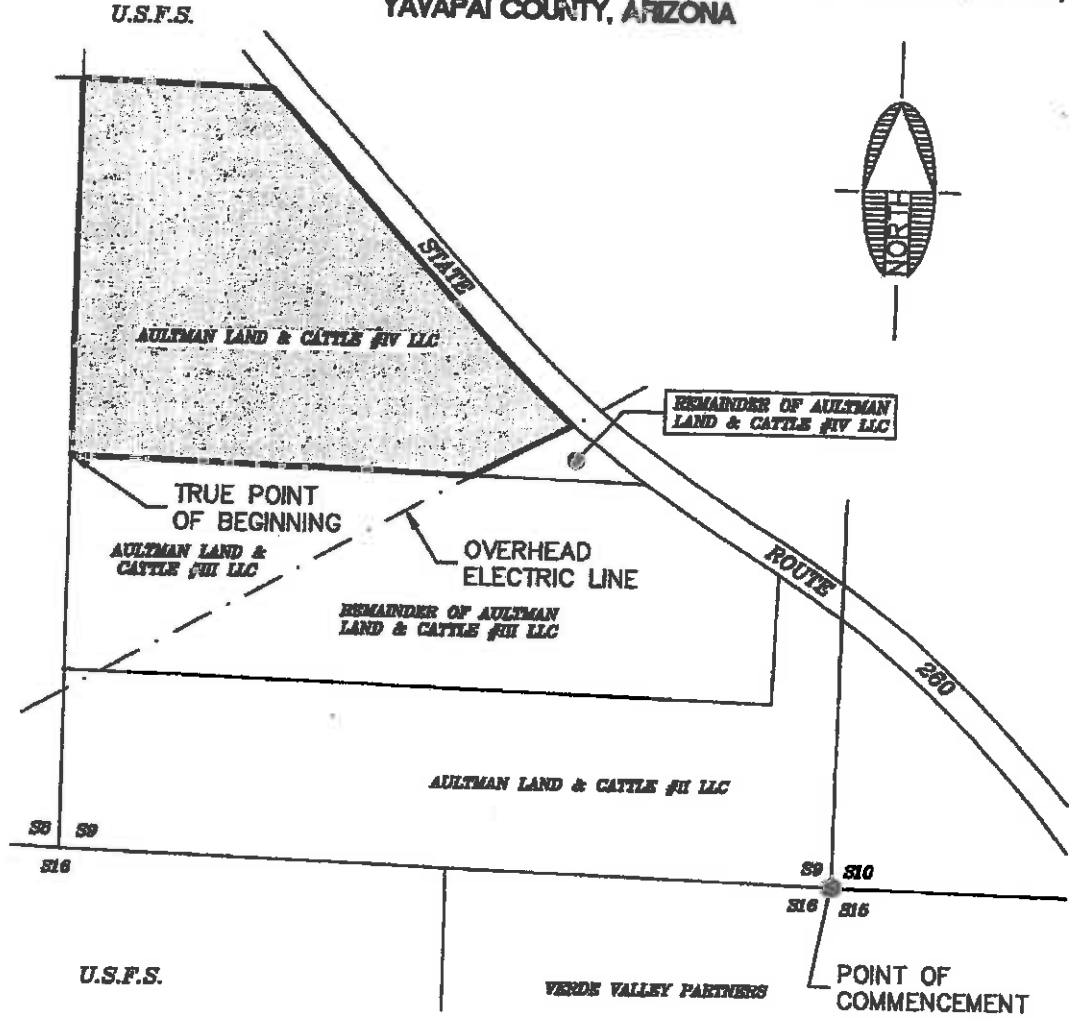 U.S.F.S.
YAVAPAI COUNTY, ARIZONA
NORTH
STATE
AULTMAN LAND & CATTLE #IV LLC
REMAINDER OF AULTMAN
LAND & CATTLE #IV LLC
TRUE POINT
OF BEGINNING
AULTMAN LAND &
CATTLE #III LLC
OVERHEAD
ELECTRIC LINE
ROUTE
REMAINDER OF AULTMAN
LAND & CATTLE #III LLC
260
AULTMAN LAND & CATTLE #II LLC
S8 S9
S16
S9 S10
S16 S15
U.S.F.S.
VERDE VALLEY PARTNERS
POINT OF
COMMENCEMENT